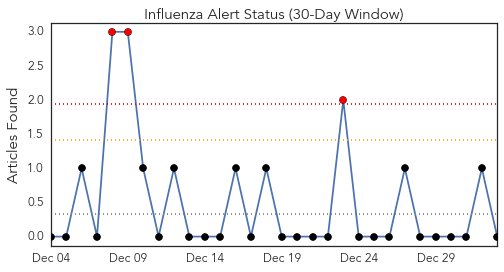 Influenza Alert Status (30-Day Window)
Articles Found
3.0
2.5
2.0
1.5
1.0
0.5
0.0
Dec 04 Dec 09 Dec 14 Dec 19 Dec 24 Dec 29